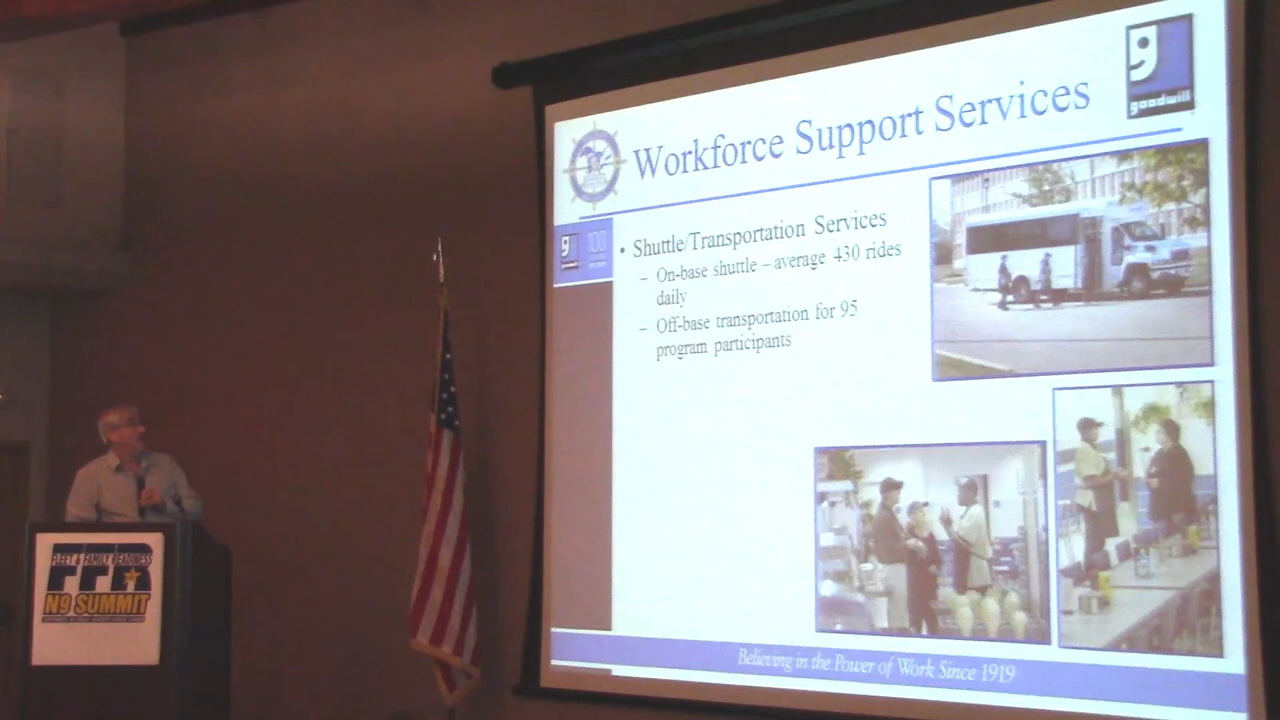 Workforce Support Services
g
goodwill
g
100
• Shuttle/Transportation Services
– On-base shuttle – average 430 rides
daily
– Off-base transportation for 95
program participants
Believing in the Power of Work Since 1919
FLEET & FAMILY READINESS
FFR
N9 SUMMIT